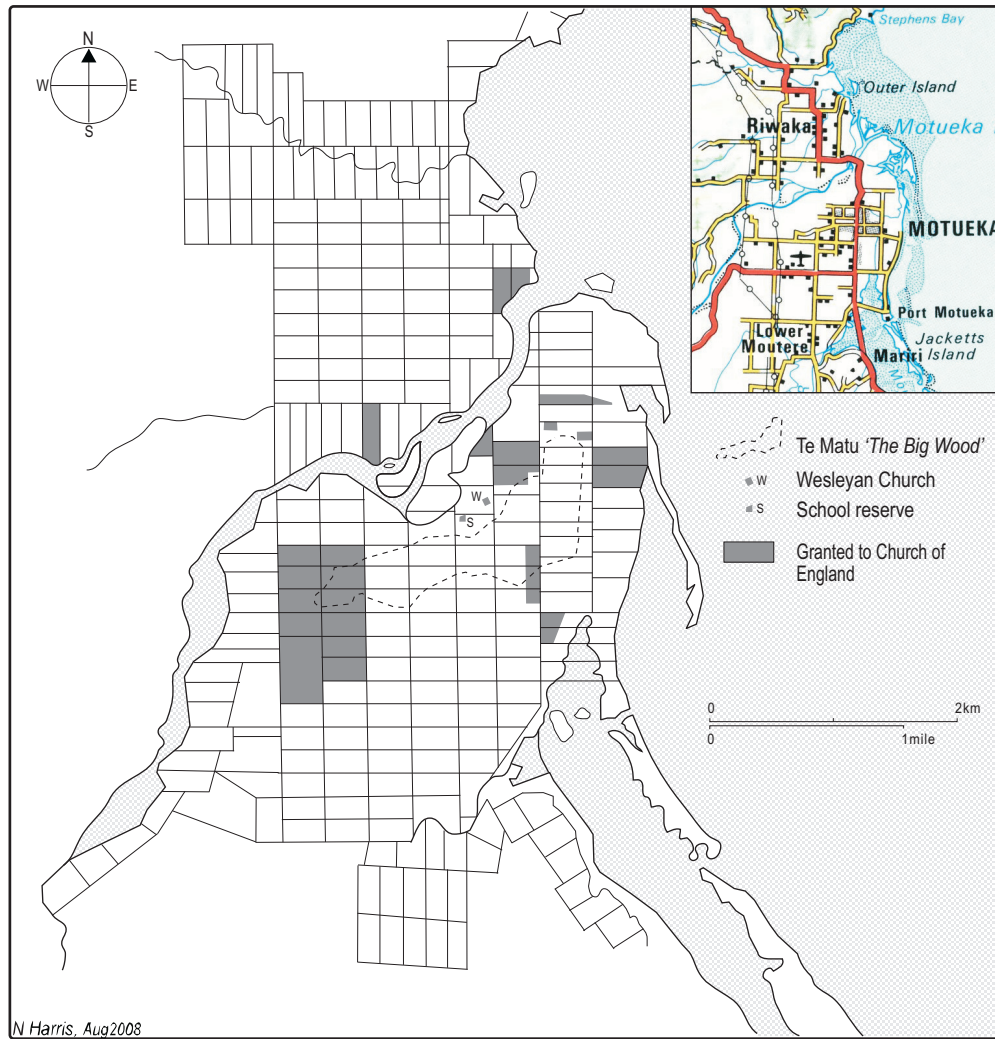 N
W E
S
Stephens Bay
Outer Island
Riwaka
Motueka
MOTUEKA
Port Motueka
Lower
Moutere
Jacketts
Island
Mariri
Te Matu 'The Big Wood'
W Wesleyan Church
S School reserve
Granted to Church of
England
W
S
0 2km
0 1mile
N Harris, Aug2008